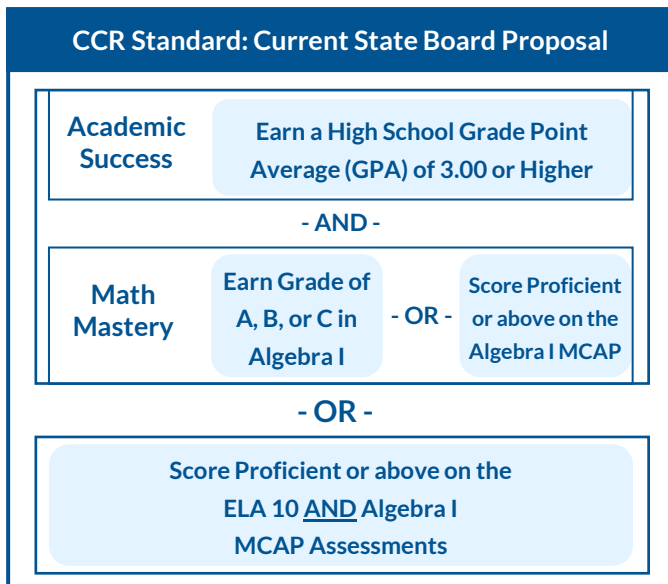 CCR Standard: Current State Board Proposal
Academic
Success
Earn a High School Grade Point
Average (GPA) of 3.00 or Higher
- AND -
Math
Mastery
Earn Grade of
A, B, or C in
Algebra I
- OR -
Score Proficient
or above on the
Algebra I MCAP
- OR -
Score Proficient or above on the
ELA 10 AND Algebra I
MCAP Assessments